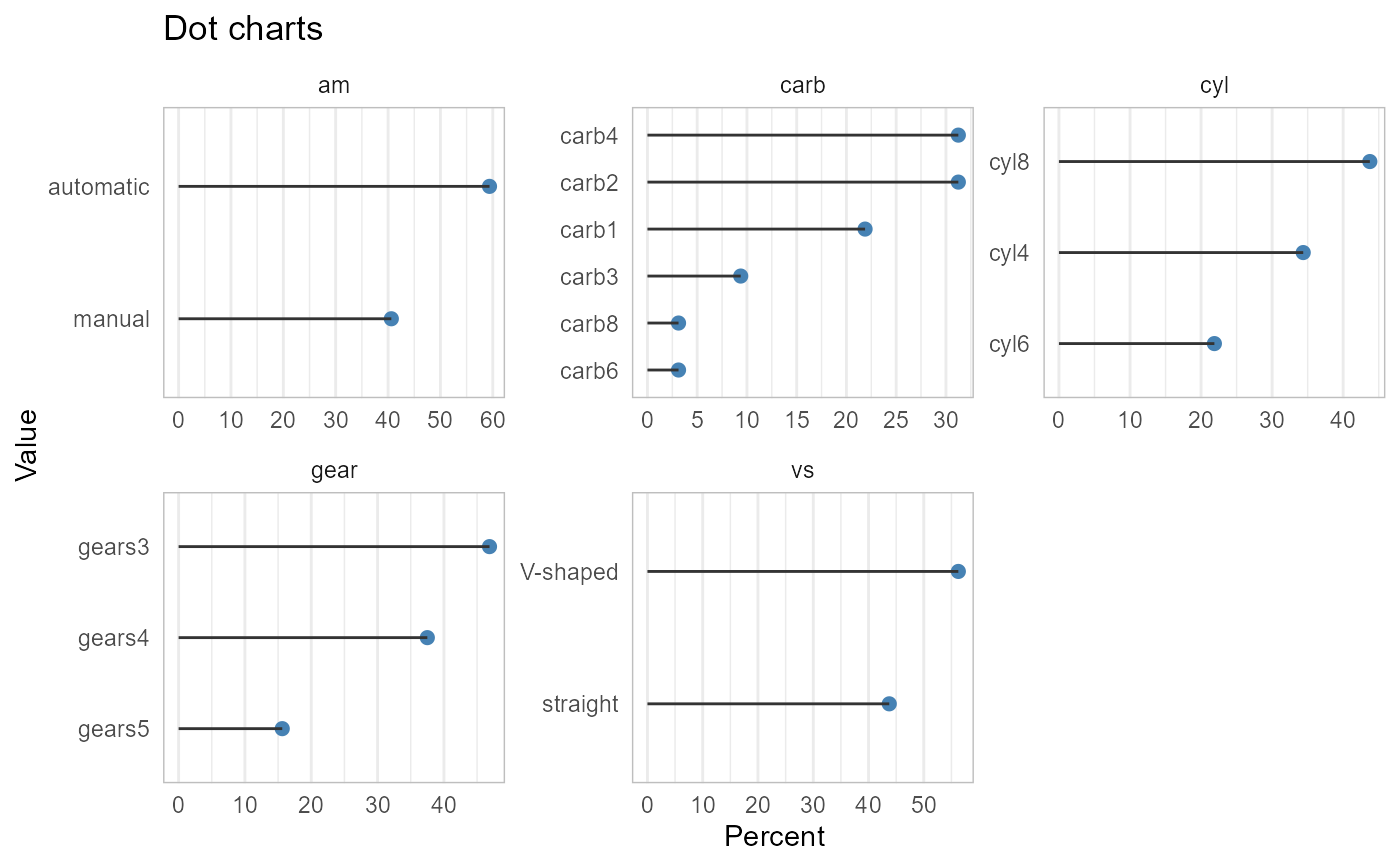 Dot charts
am
carb
cyl
automatic
manual
0 10 20 30 40 50 60
carb4
carb2
carb1
carb3
carb8
carb6
0 5 10 15 20 25 30
cyl8
cyl4
cyl6
0 10 20 30 40
Value
gear
vs
gears3
gears4
gears5
0 10 20 30 40
V-shaped
straight
0 10 20 30 40 50
Percent